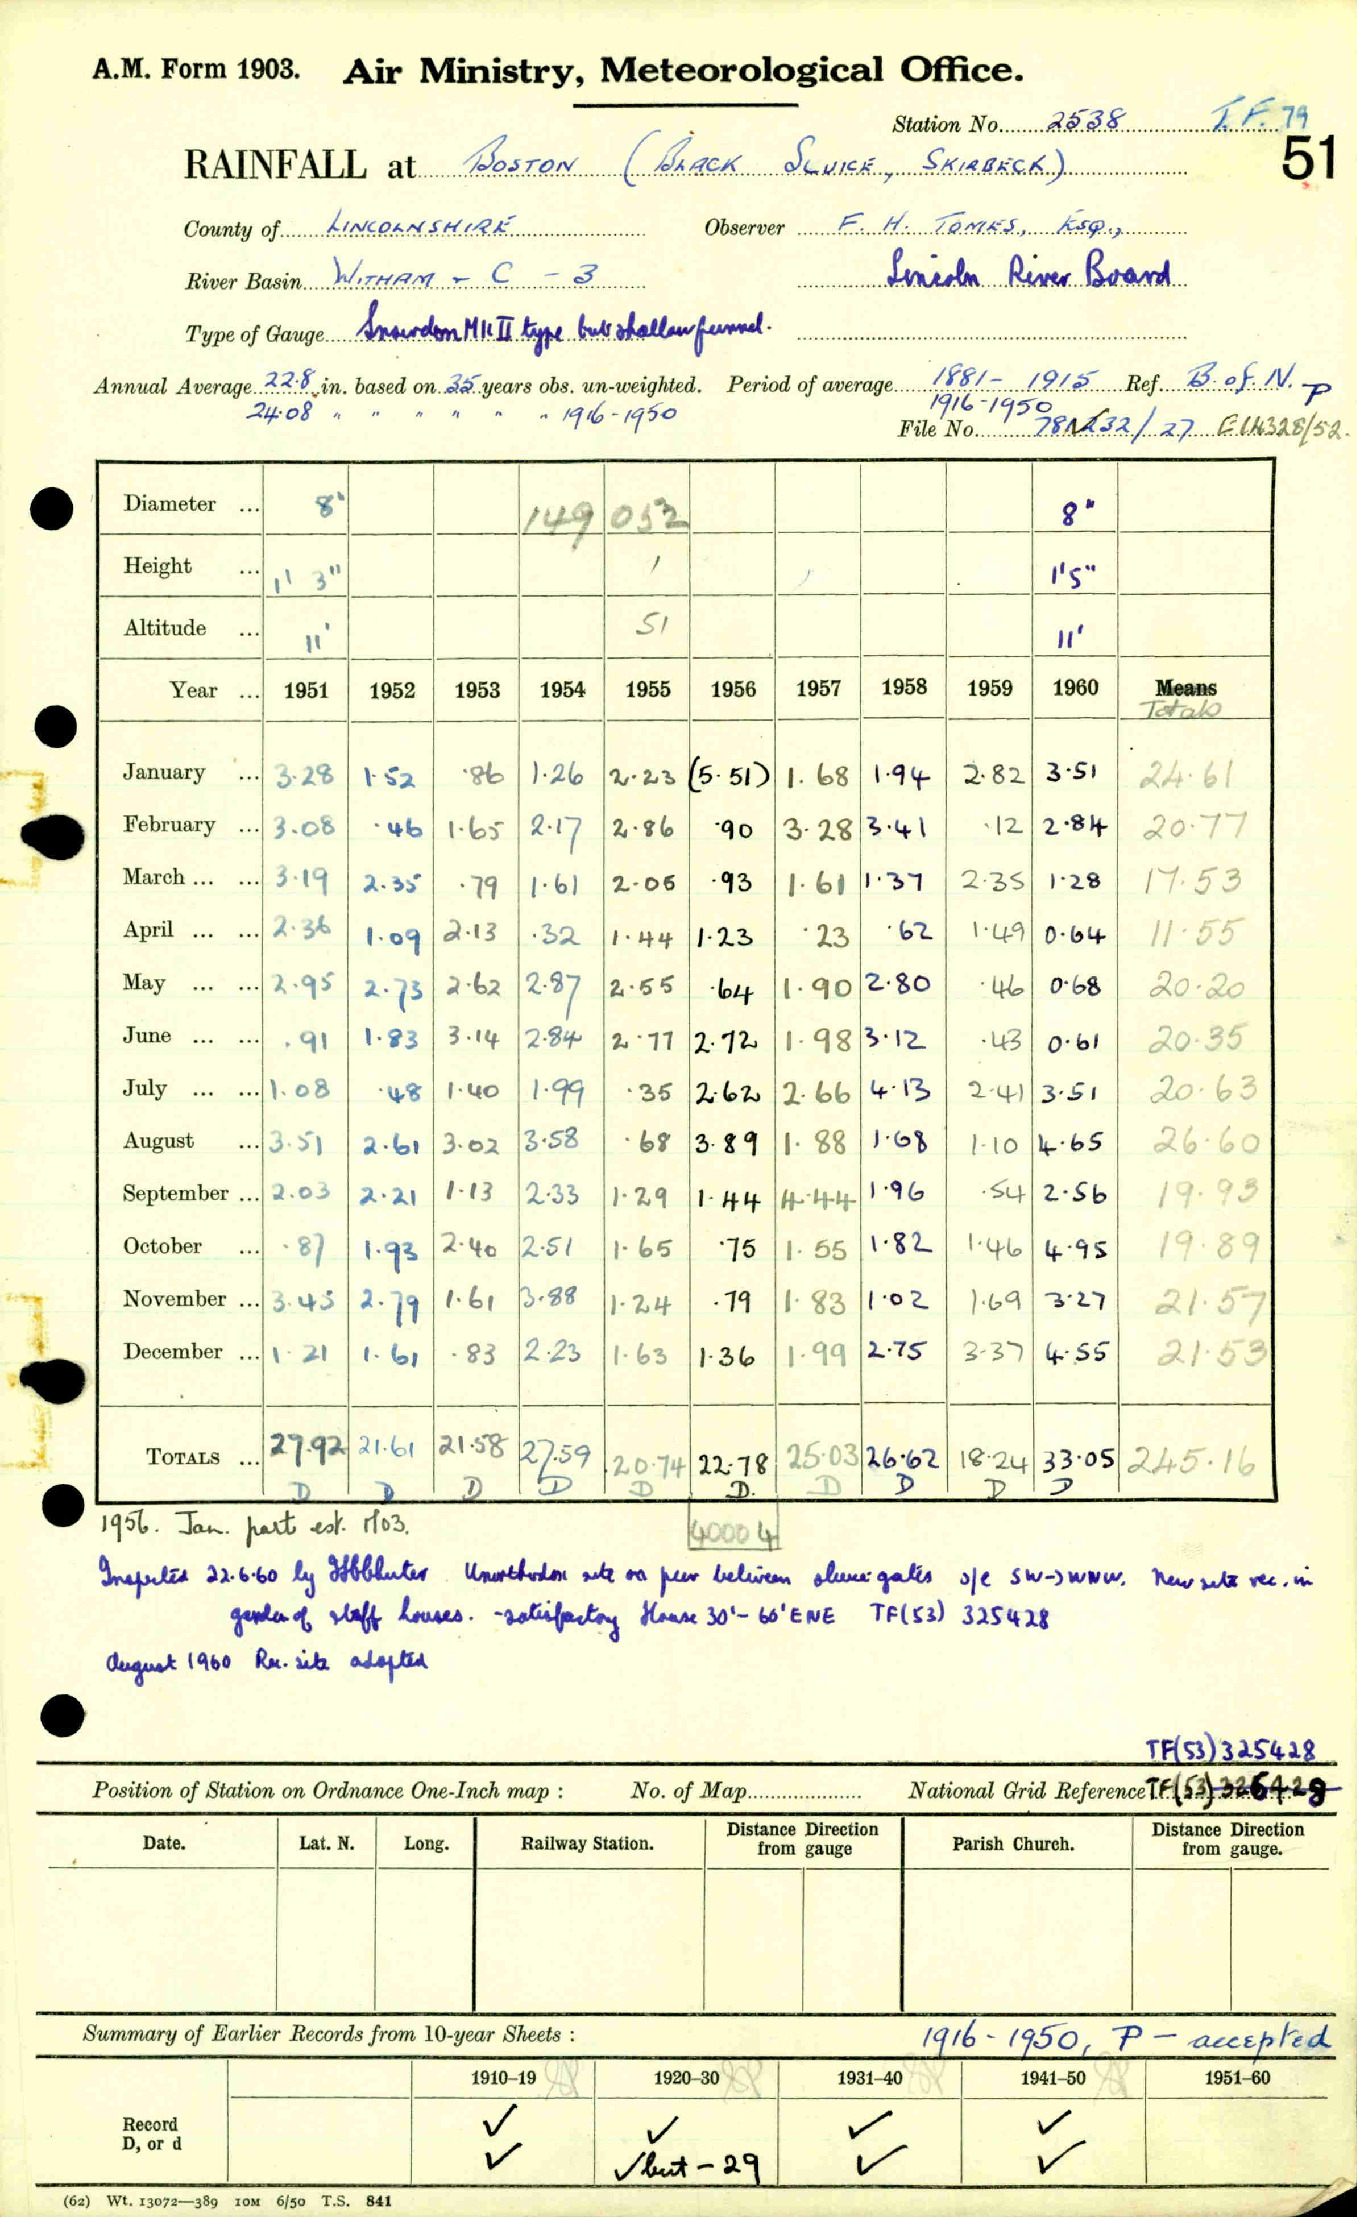 A.M. Form 1903. Air Ministry, Meteorological Office.
Station No. 2538 T.F. 79
51
RAINFALL at BOSTON (BLACK SLUICE, SKIRBECK)
County of LINCOLNSHIRE Observer F. H. TOMES, ESQ.,
River Basin WITHAM - C - 3 Lincoln River Board
Type of Gauge Snowdon Mk II type but shallow funnel.
Annual Average 22.8 in. based on 35 years obs. un-weighted. Period of average 1881 - 1915 Ref. B. of N. P
24.08 " " " " " " 1916-1950 1916-1950
File No. 781232/27 E14328/52.
Diameter ... 8" 149 052 8"
Height ... 1' 3" 1 1'5"
Altitude ... 11' 51 11'
Year ... 1951 1952 1953 1954 1955 1956 1957 1958 1959 1960 Means
Totals
January ... 3.28 1.52 .86 1.26 2.23 (5.51) 1.68 1.94 2.82 3.51 24.61
February ... 3.08 .46 1.65 2.17 2.86 .90 3.28 3.41 .12 2.84 20.77
March ... ... 3.19 2.35 .79 1.61 2.05 .93 1.61 1.37 2.35 1.28 17.53
April ... ... 2.36 1.09 2.13 .32 1.44 1.23 .23 .62 1.49 0.64 11.55
May ... ... 2.95 2.73 2.62 2.87 2.55 .64 1.90 2.80 .46 0.68 20.20
June ... ... .91 1.83 3.14 2.84 2.77 2.72 1.98 3.12 .43 0.61 20.35
July ... ... 1.08 .48 1.40 1.99 .35 2.62 2.66 4.13 2.41 3.51 20.63
August ... 3.51 2.61 3.02 3.58 .68 3.89 1.88 1.68 1.10 4.65 26.60
September ... 2.03 2.21 1.13 2.33 1.29 1.44 4.44 1.96 .54 2.56 19.93
October ... .87 1.93 2.40 2.51 1.65 .75 1.55 1.82 1.46 4.95 19.89
November ... 3.45 2.79 1.61 3.88 1.24 .79 1.83 1.02 1.69 3.27 21.57
December ... 1.21 1.61 .83 2.23 1.63 1.36 1.99 2.75 3.37 4.55 21.53
TOTALS ... 27.92 21.61 21.58 27.59 20.74 22.78 25.03 26.62 18.24 33.05 245.16
D D D D D D. D D D D
1956. Jan. part est. M03. 40004
Inspected 22.6.60 by Unorthodox site on pier between sluice gates o/e SW→WNW. New site rec. in
garden of staff houses. - satisfactory House 30' - 60' ENE TF(53) 325428
August 1960 Rec. site adopted
TF(53)325428
Position of Station on Ordnance One-Inch map : No. of Map National Grid Reference TF(53)326428
Date. Lat. N. Long. Railway Station. Distance from Direction gauge Parish Church. Distance from Direction gauge.
Summary of Earlier Records from 10-year Sheets : 1916 - 1950, P - accepted
1910-19 1920-30 1931-40 1941-50 1951-60
Record ✓ ✓ ✓ ✓
D, or d ✓ ✓ but - 29 ✓ ✓
(62) Wt. 13072—389 10M 6/50 T.S. 841